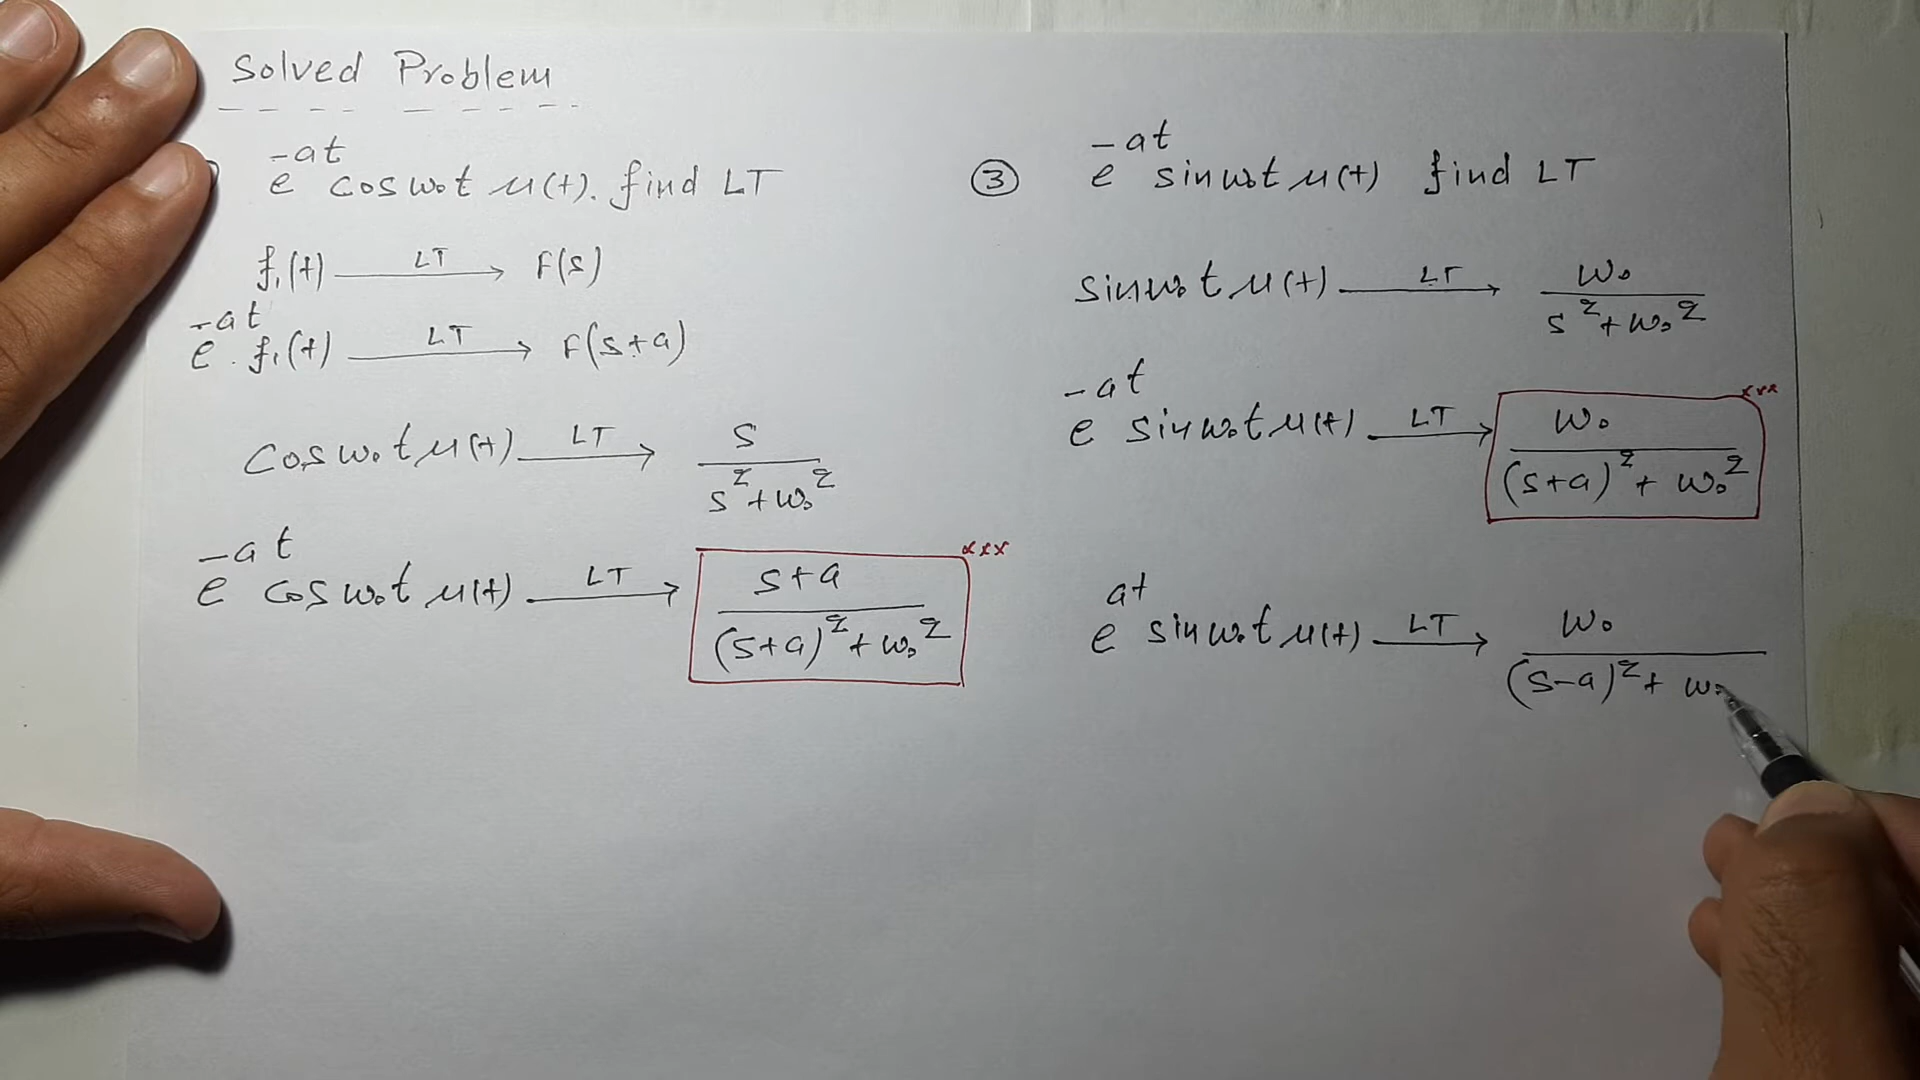 Solved Problem
e^{-at} cos ω₀t u(t). find LT
f₁(t) —LT→ F(s)
e^{-at} . f₁(t) —LT→ F(s+a)
cos ω₀t u(t) —LT→ s / (s² + ω₀²)
e^{-at} cos ω₀t u(t) —LT→ (s+a) / ((s+a)² + ω₀²) xxx
③ e^{-at} sin ω₀t u(t) find LT
sin ω₀t u(t) —LT→ ω₀ / (s² + ω₀²)
e^{-at} sin ω₀t u(t) —LT→ ω₀ / ((s+a)² + ω₀²) xxx
e^{at} sin ω₀t u(t) —LT→ ω₀ / ((s-a)² + ω₀